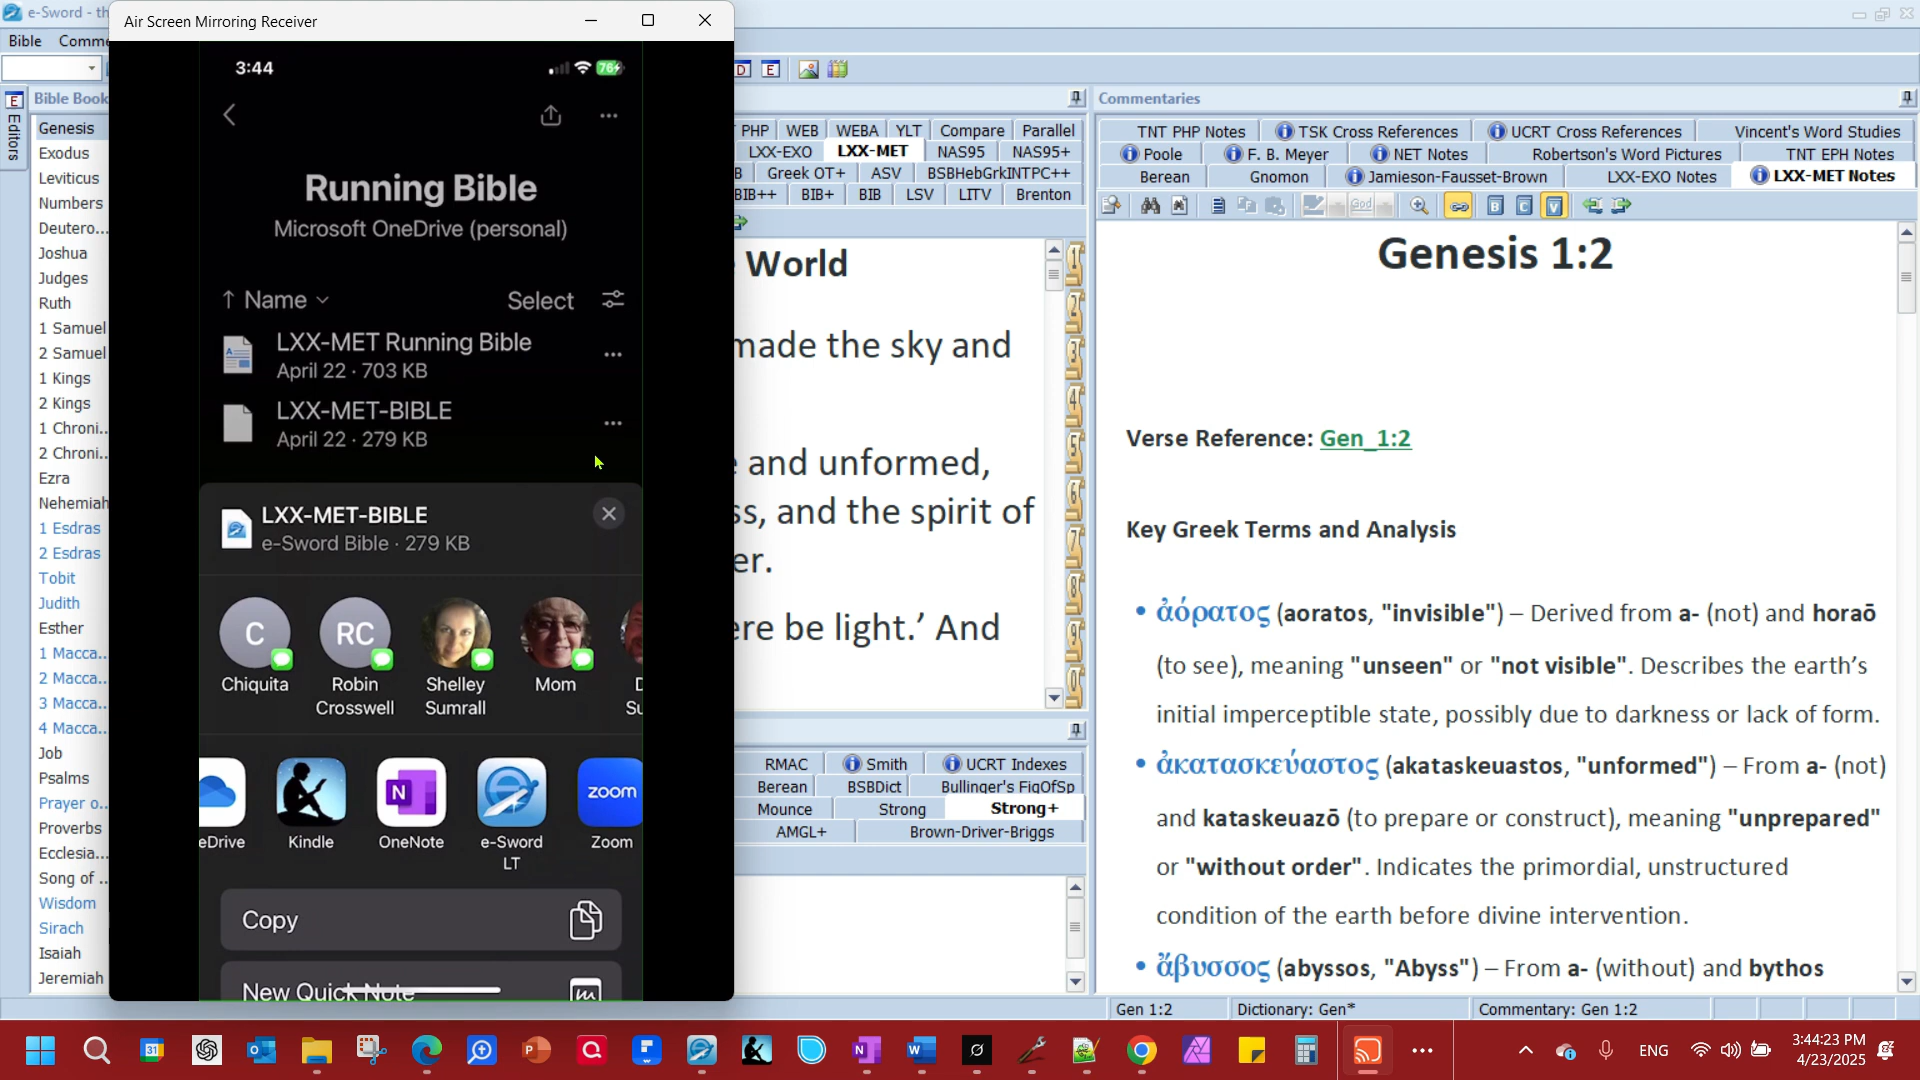 e-Sword - th
Air Screen Mirroring Receiver
Bible
Comme
D
E
Bible Book
Editors
Genesis
Exodus
Leviticus
Numbers
Deutero...
Joshua
Judges
Ruth
1 Samuel
2 Samuel
1 Kings
2 Kings
1 Chroni..
2 Chroni..
Ezra
Nehemiah
1 Esdras
2 Esdras
Tobit
Judith
Esther
1 Macca..
2 Macca..
3 Macca..
4 Macca..
Job
Psalms
Prayer o..
Proverbs
Ecclesia...
Song of ..
Wisdom
Sirach
Isaiah
Jeremiah
3:44
76
Running Bible
Microsoft OneDrive (personal)
↑ Name
Select
LXX-MET Running Bible
April 22 · 703 KB
LXX-MET-BIBLE
April 22 · 279 KB
LXX-MET-BIBLE
e-Sword Bible · 279 KB
C
RC
Chiquita
Robin Crosswell
Shelley Sumrall
Mom
D
Su
N
zoom
eDrive
Kindle
OneNote
e-Sword LT
Zoom
Copy
New Quick Note
PHP WEB WEBA YLT Compare Parallel
LXX-EXO LXX-MET NAS95 NAS95+
B Greek OT+ ASV BSBHebGrkINTPC++
BIB++ BIB+ BIB LSV LITV Brenton
World
made the sky and
e and unformed,
ss, and the spirit of
er.
ere be light.’ And
1
2
3
4
5
6
7
8
9
0
RMAC Smith UCRT Indexes
Berean BSBDict Bullinger's FigOfSp
Mounce Strong Strong+
AMGL+ Brown-Driver-Briggs
Commentaries
TNT PHP Notes TSK Cross References UCRT Cross References Vincent's Word Studies
Poole F. B. Meyer NET Notes Robertson's Word Pictures TNT EPH Notes
Berean Gnomon Jamieson-Fausset-Brown LXX-EXO Notes LXX-MET Notes
God
B C V
Genesis 1:2
Verse Reference: Gen_1:2
Key Greek Terms and Analysis
• ἀόρατος (aoratos, "invisible") – Derived from a- (not) and horaō
(to see), meaning "unseen" or "not visible". Describes the earth’s
initial imperceptible state, possibly due to darkness or lack of form.
• ἀκατασκεύαστος (akataskeuastos, "unformed") – From a- (not)
and kataskeuazō (to prepare or construct), meaning "unprepared"
or "without order". Indicates the primordial, unstructured
condition of the earth before divine intervention.
• ἄβυσσος (abyssos, "Abyss") – From a- (without) and bythos
Gen 1:2
Dictionary: Gen*
Commentary: Gen 1:2
31
ENG
3:44:23 PM
4/23/2025